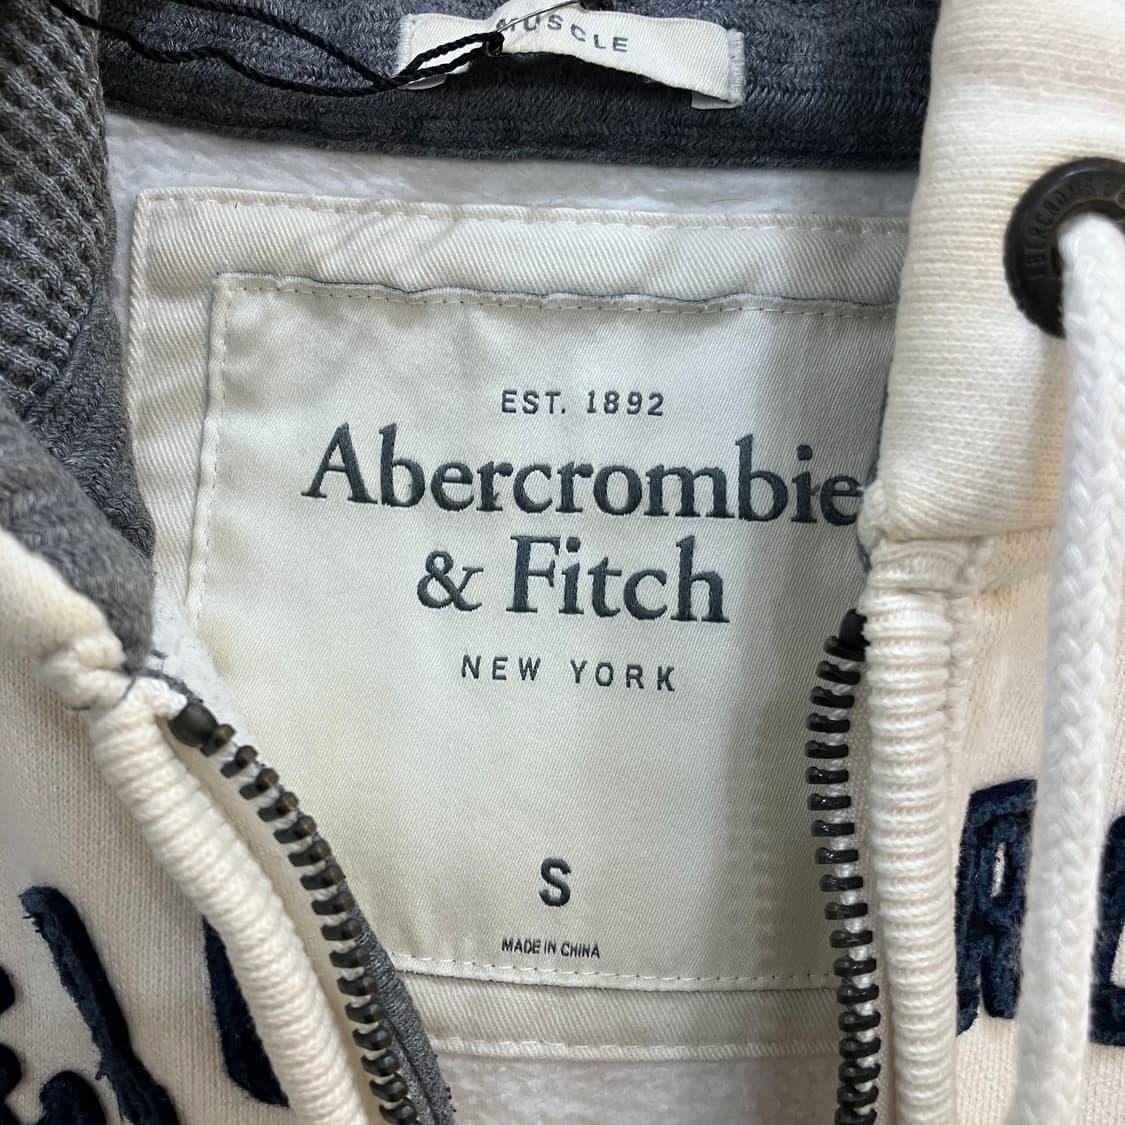 MUSCLE
EST. 1892
Abercrombie
& Fitch
NEW YORK
S
MADE IN CHINA